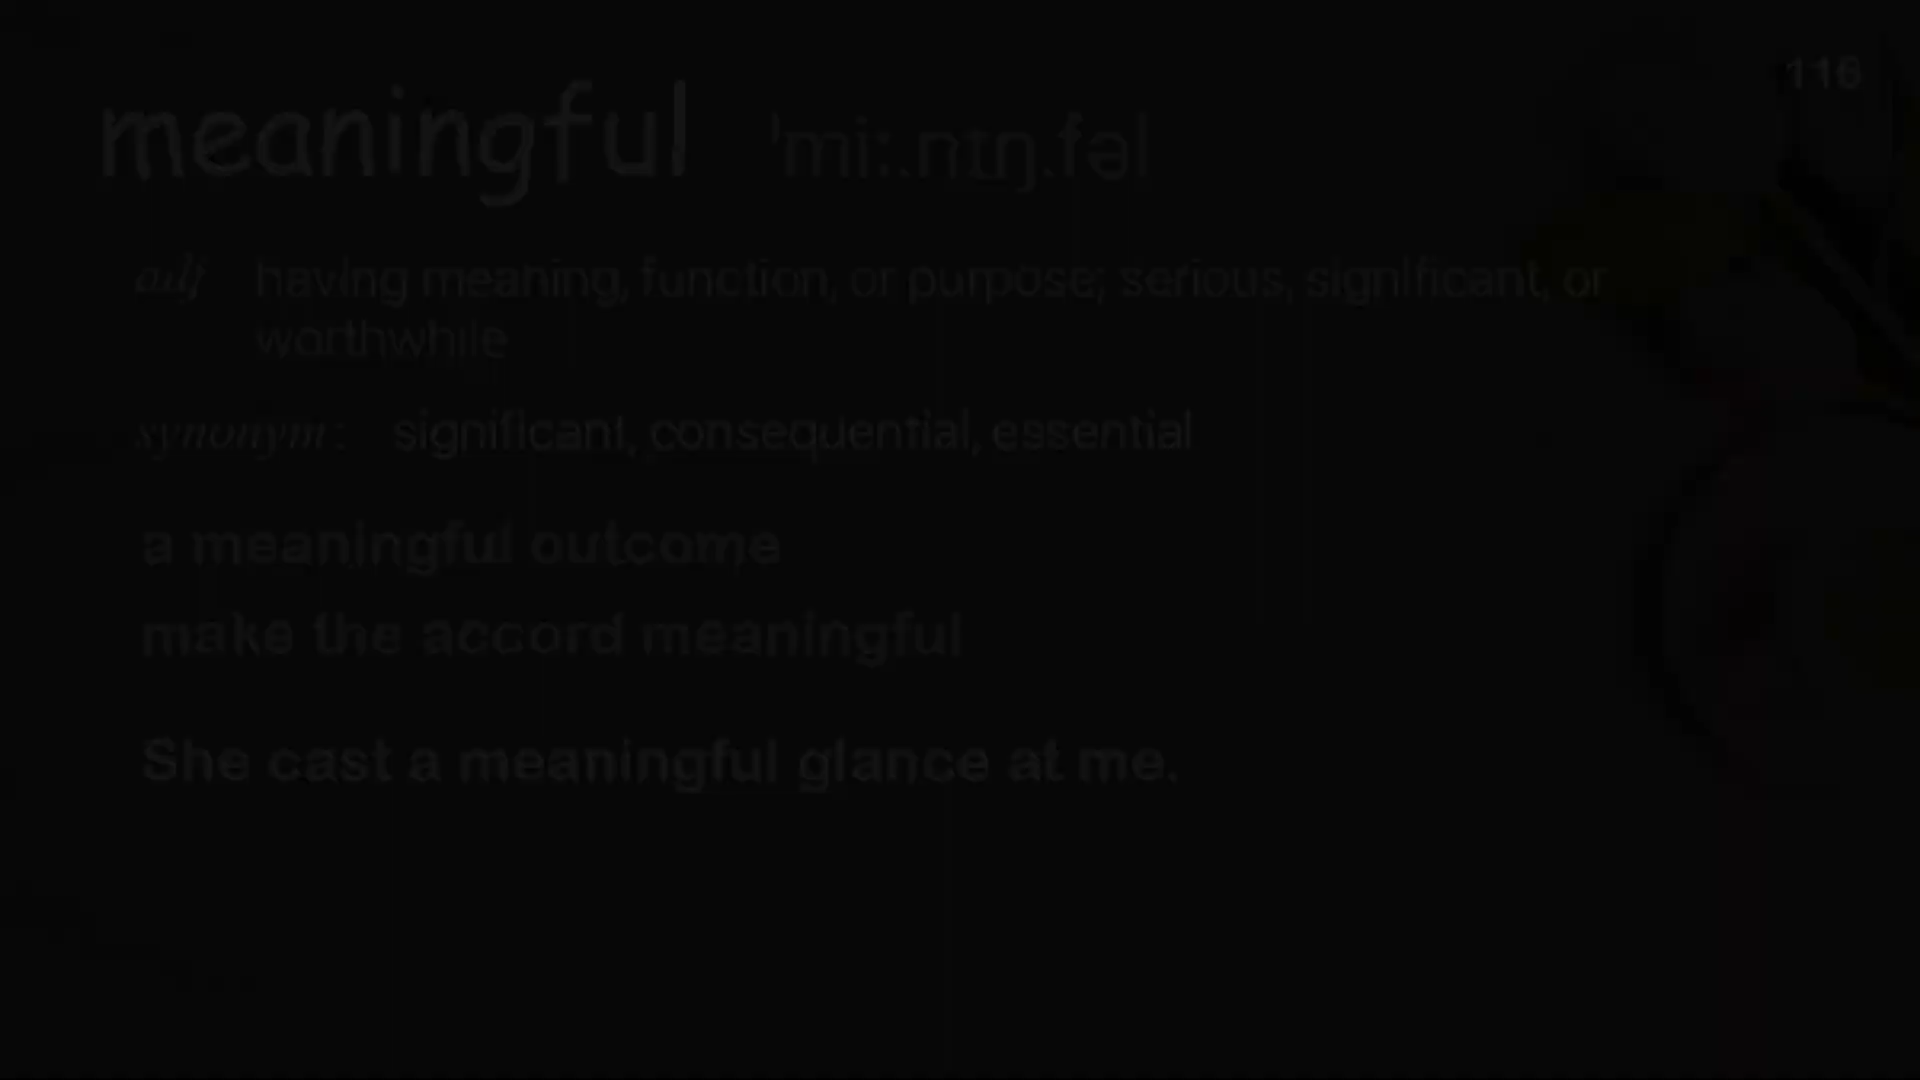 116
meaningful ˈmiː.nɪŋ.fəl
adj having meaning, function, or purpose; serious, significant, or
worthwhile
synonym: significant, consequential, essential
a meaningful outcome
make the accord meaningful
She cast a meaningful glance at me.